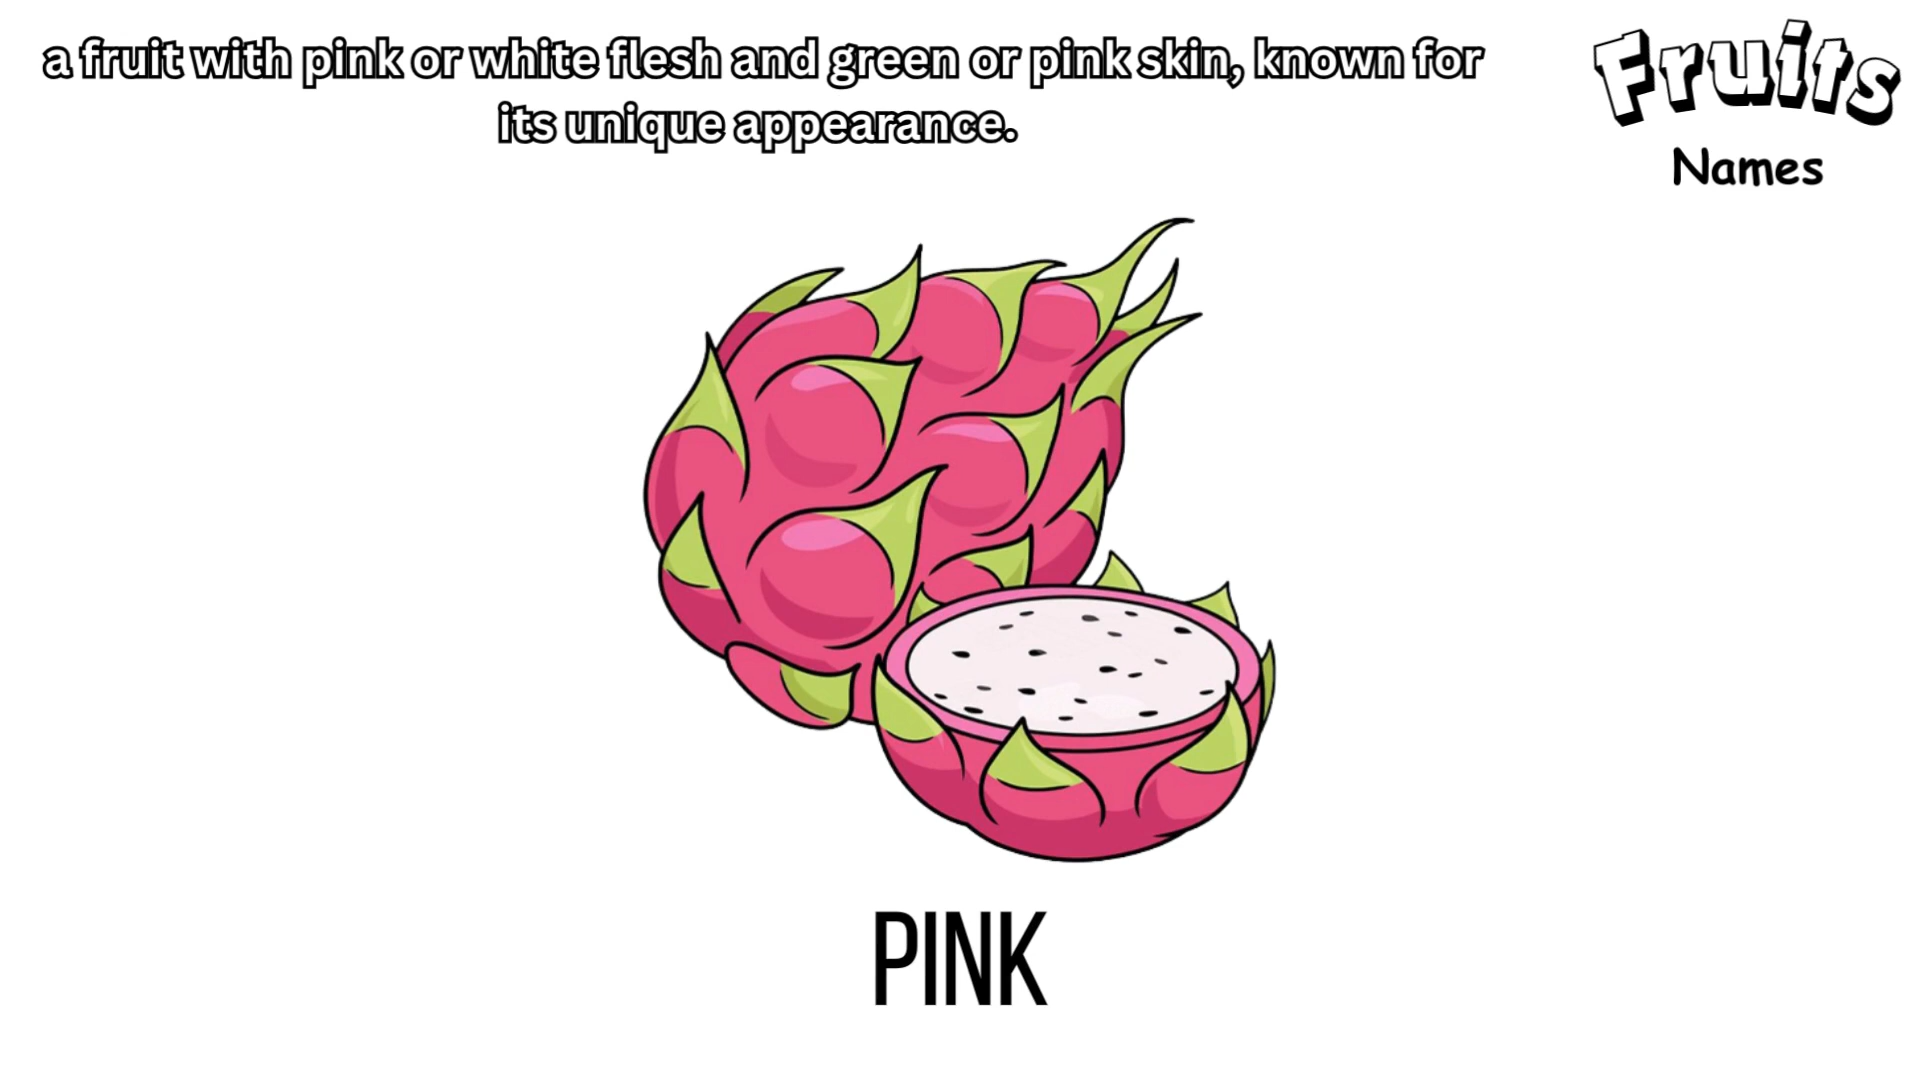 a fruit with pink or white flesh and green or pink skin, known for
its unique appearance.
Fruits
Names
PINK